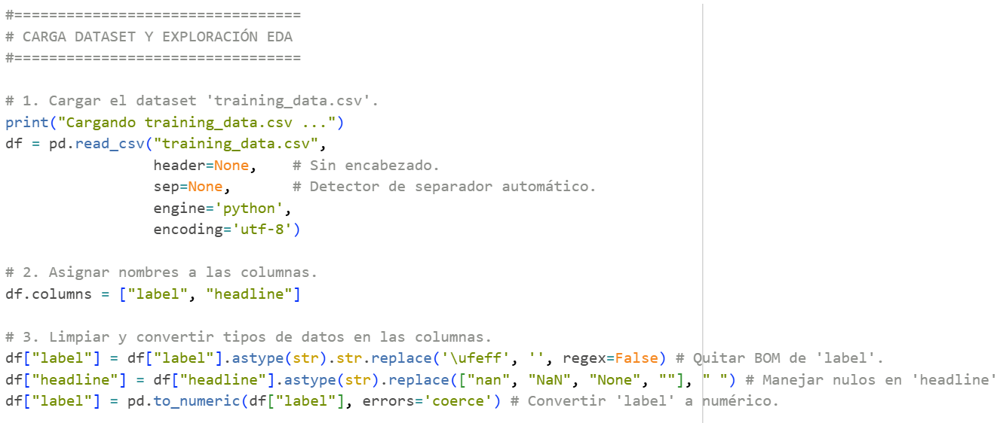 #=================================
# CARGA DATASET Y EXPLORACIÓN EDA
#=================================

# 1. Cargar el dataset 'training_data.csv'.
print("Cargando training_data.csv ...")
df = pd.read_csv("training_data.csv",
                 header=None,    # Sin encabezado.
                 sep=None,       # Detector de separador automático.
                 engine='python',
                 encoding='utf-8')

# 2. Asignar nombres a las columnas.
df.columns = ["label", "headline"]

# 3. Limpiar y convertir tipos de datos en las columnas.
df["label"] = df["label"].astype(str).str.replace('\ufeff', '', regex=False) # Quitar BOM de 'label'.
df["headline"] = df["headline"].astype(str).replace(["nan", "NaN", "None", ""], " ") # Manejar nulos en 'headline'
df["label"] = pd.to_numeric(df["label"], errors='coerce') # Convertir 'label' a numérico.